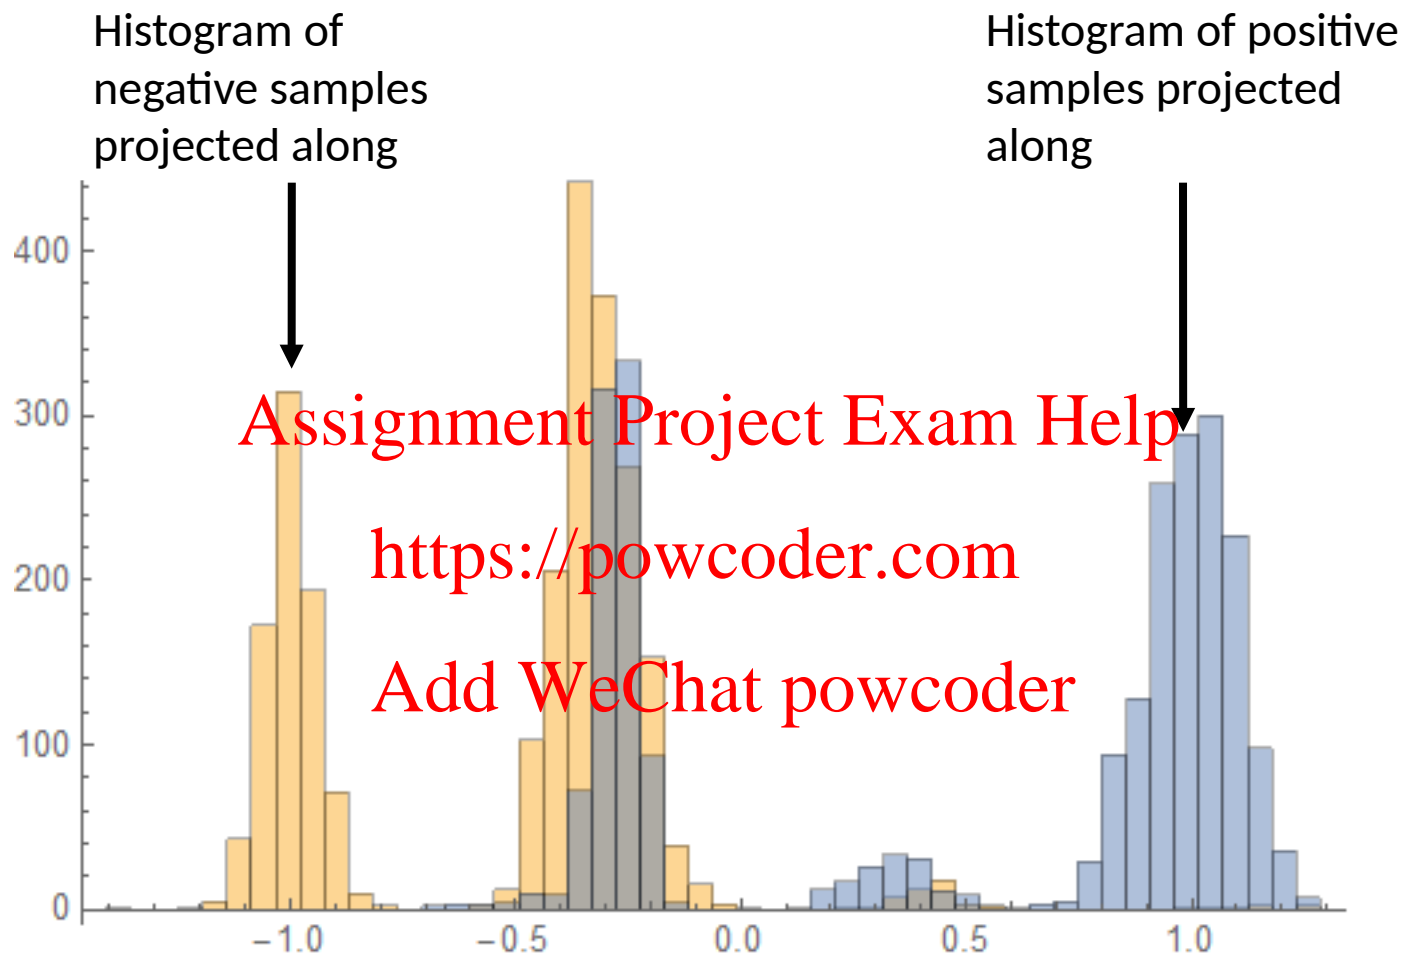 Histogram of
negative samples
projected along
Histogram of positive
samples projected
along
400
300
200
100
0
−1.0 −0.5 0.0 0.5 1.0
Assignment Project Exam Help
https://powcoder.com
Add WeChat powcoder